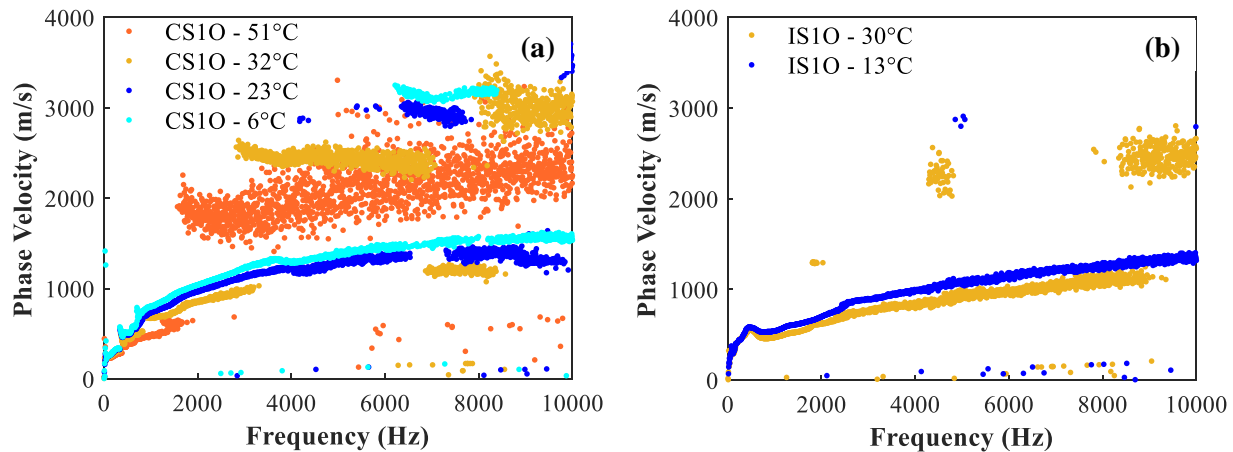 4000
3000
2000
1000
0
Phase Velocity (m/s)
CS1O - 51°C
CS1O - 32°C
CS1O - 23°C
CS1O - 6°C
(a)
0 2000 4000 6000 8000 10000
Frequency (Hz)
4000
3000
2000
1000
0
Phase Velocity (m/s)
IS1O - 30°C
IS1O - 13°C
(b)
0 2000 4000 6000 8000 10000
Frequency (Hz)